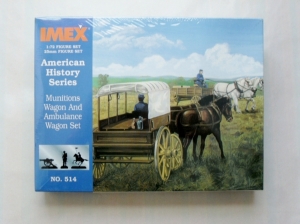 IMEX
1/72 FIGURE SET
25mm FIGURE SET
American
History
Series
Munitions
Wagon And
Ambulance
Wagon Set
NO. 514